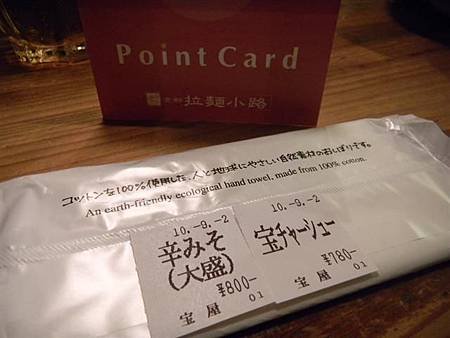 Point Card
京都 拉麺小路
コットンを100%使用した、人と地球にやさしい自然素材のおしぼりです。
An earth-friendly ecological hand towel, made from 100% cotton.
10.-9.-2
辛みそ
(大盛)
¥800-
宝屋 01
10.-9.-2
宝チャーシュー
¥780-
宝屋 01